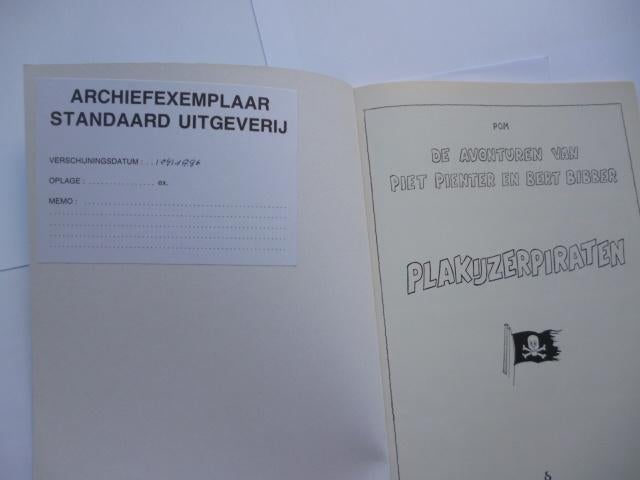 ARCHIEFEXEMPLAAR
STANDAARD UITGEVERIJ
VERSCHIJNINGSDATUM :
OPLAGE : ................ ex.
MEMO :
POM
DE AVONTUREN VAN
PIET PIENTER EN BERT BIBBER
PLAKIJZERPIRATEN